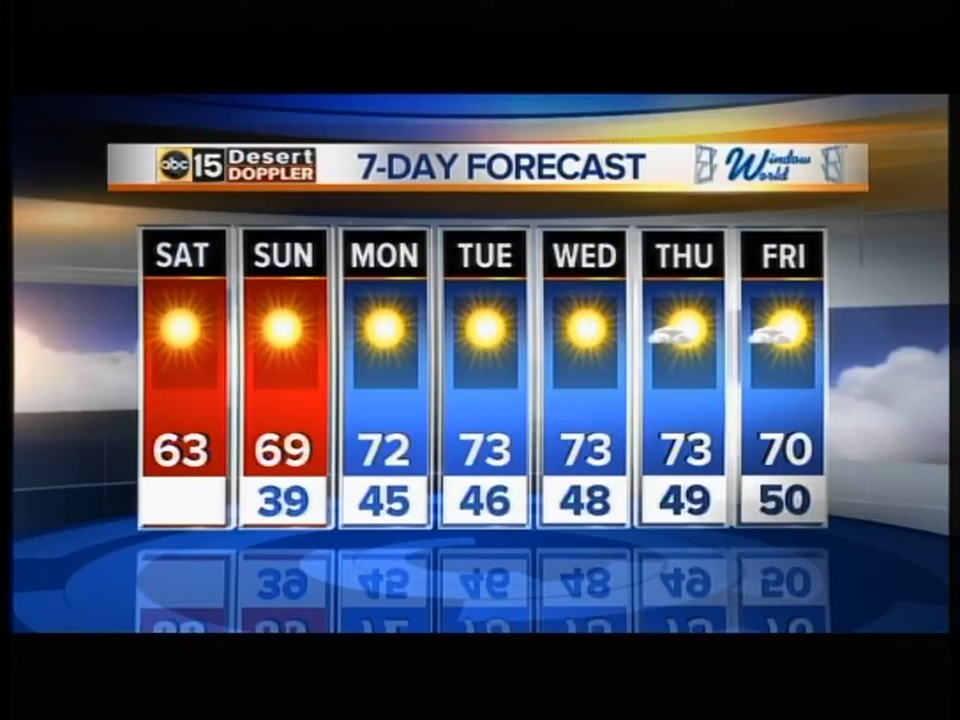 abc 15 Desert DOPPLER 7-DAY FORECAST Window World
SAT SUN MON TUE WED THU FRI
63 69 72 73 73 73 70
39 45 46 48 49 50